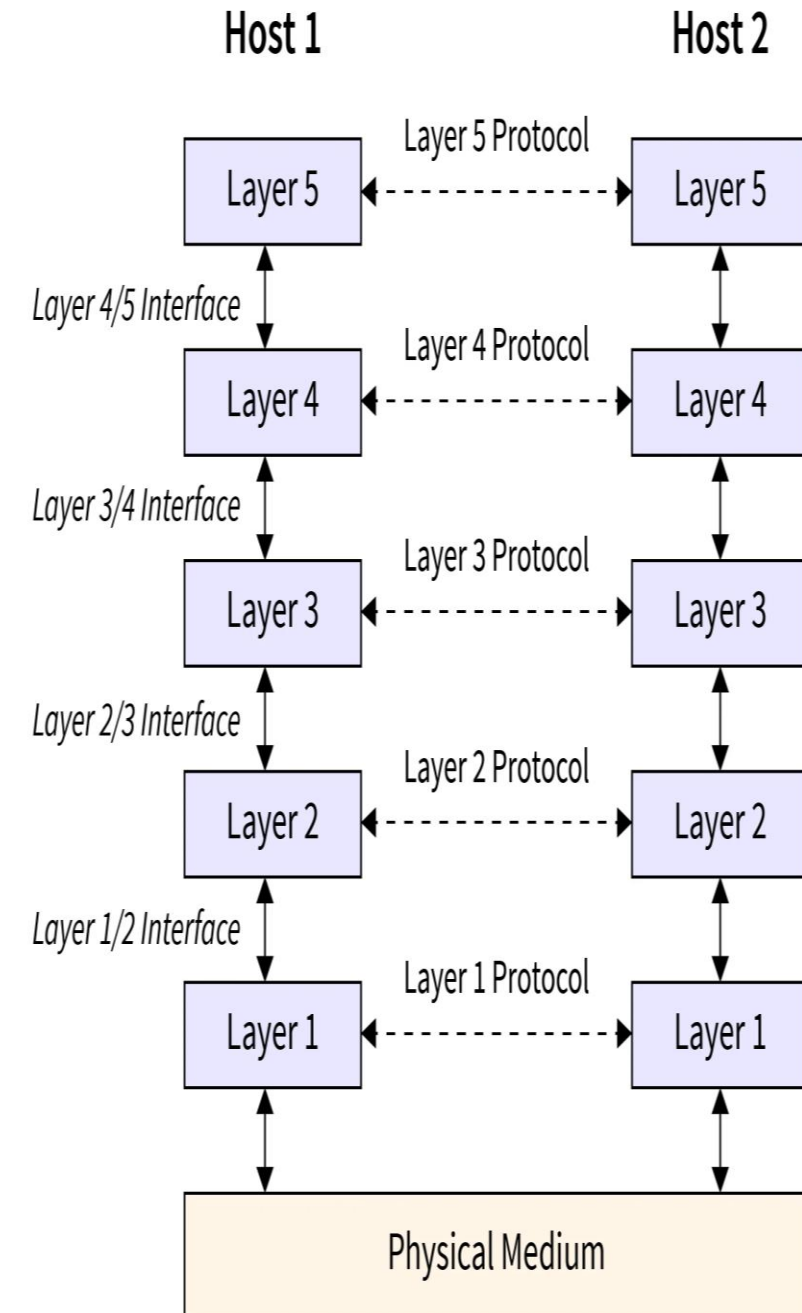 Host 1 Host 2
Layer 5 Protocol
Layer 5 Layer 5
Layer 4/5 Interface
Layer 4 Protocol
Layer 4 Layer 4
Layer 3/4 Interface
Layer 3 Protocol
Layer 3 Layer 3
Layer 2/3 Interface
Layer 2 Protocol
Layer 2 Layer 2
Layer 1/2 Interface
Layer 1 Protocol
Layer 1 Layer 1
Physical Medium